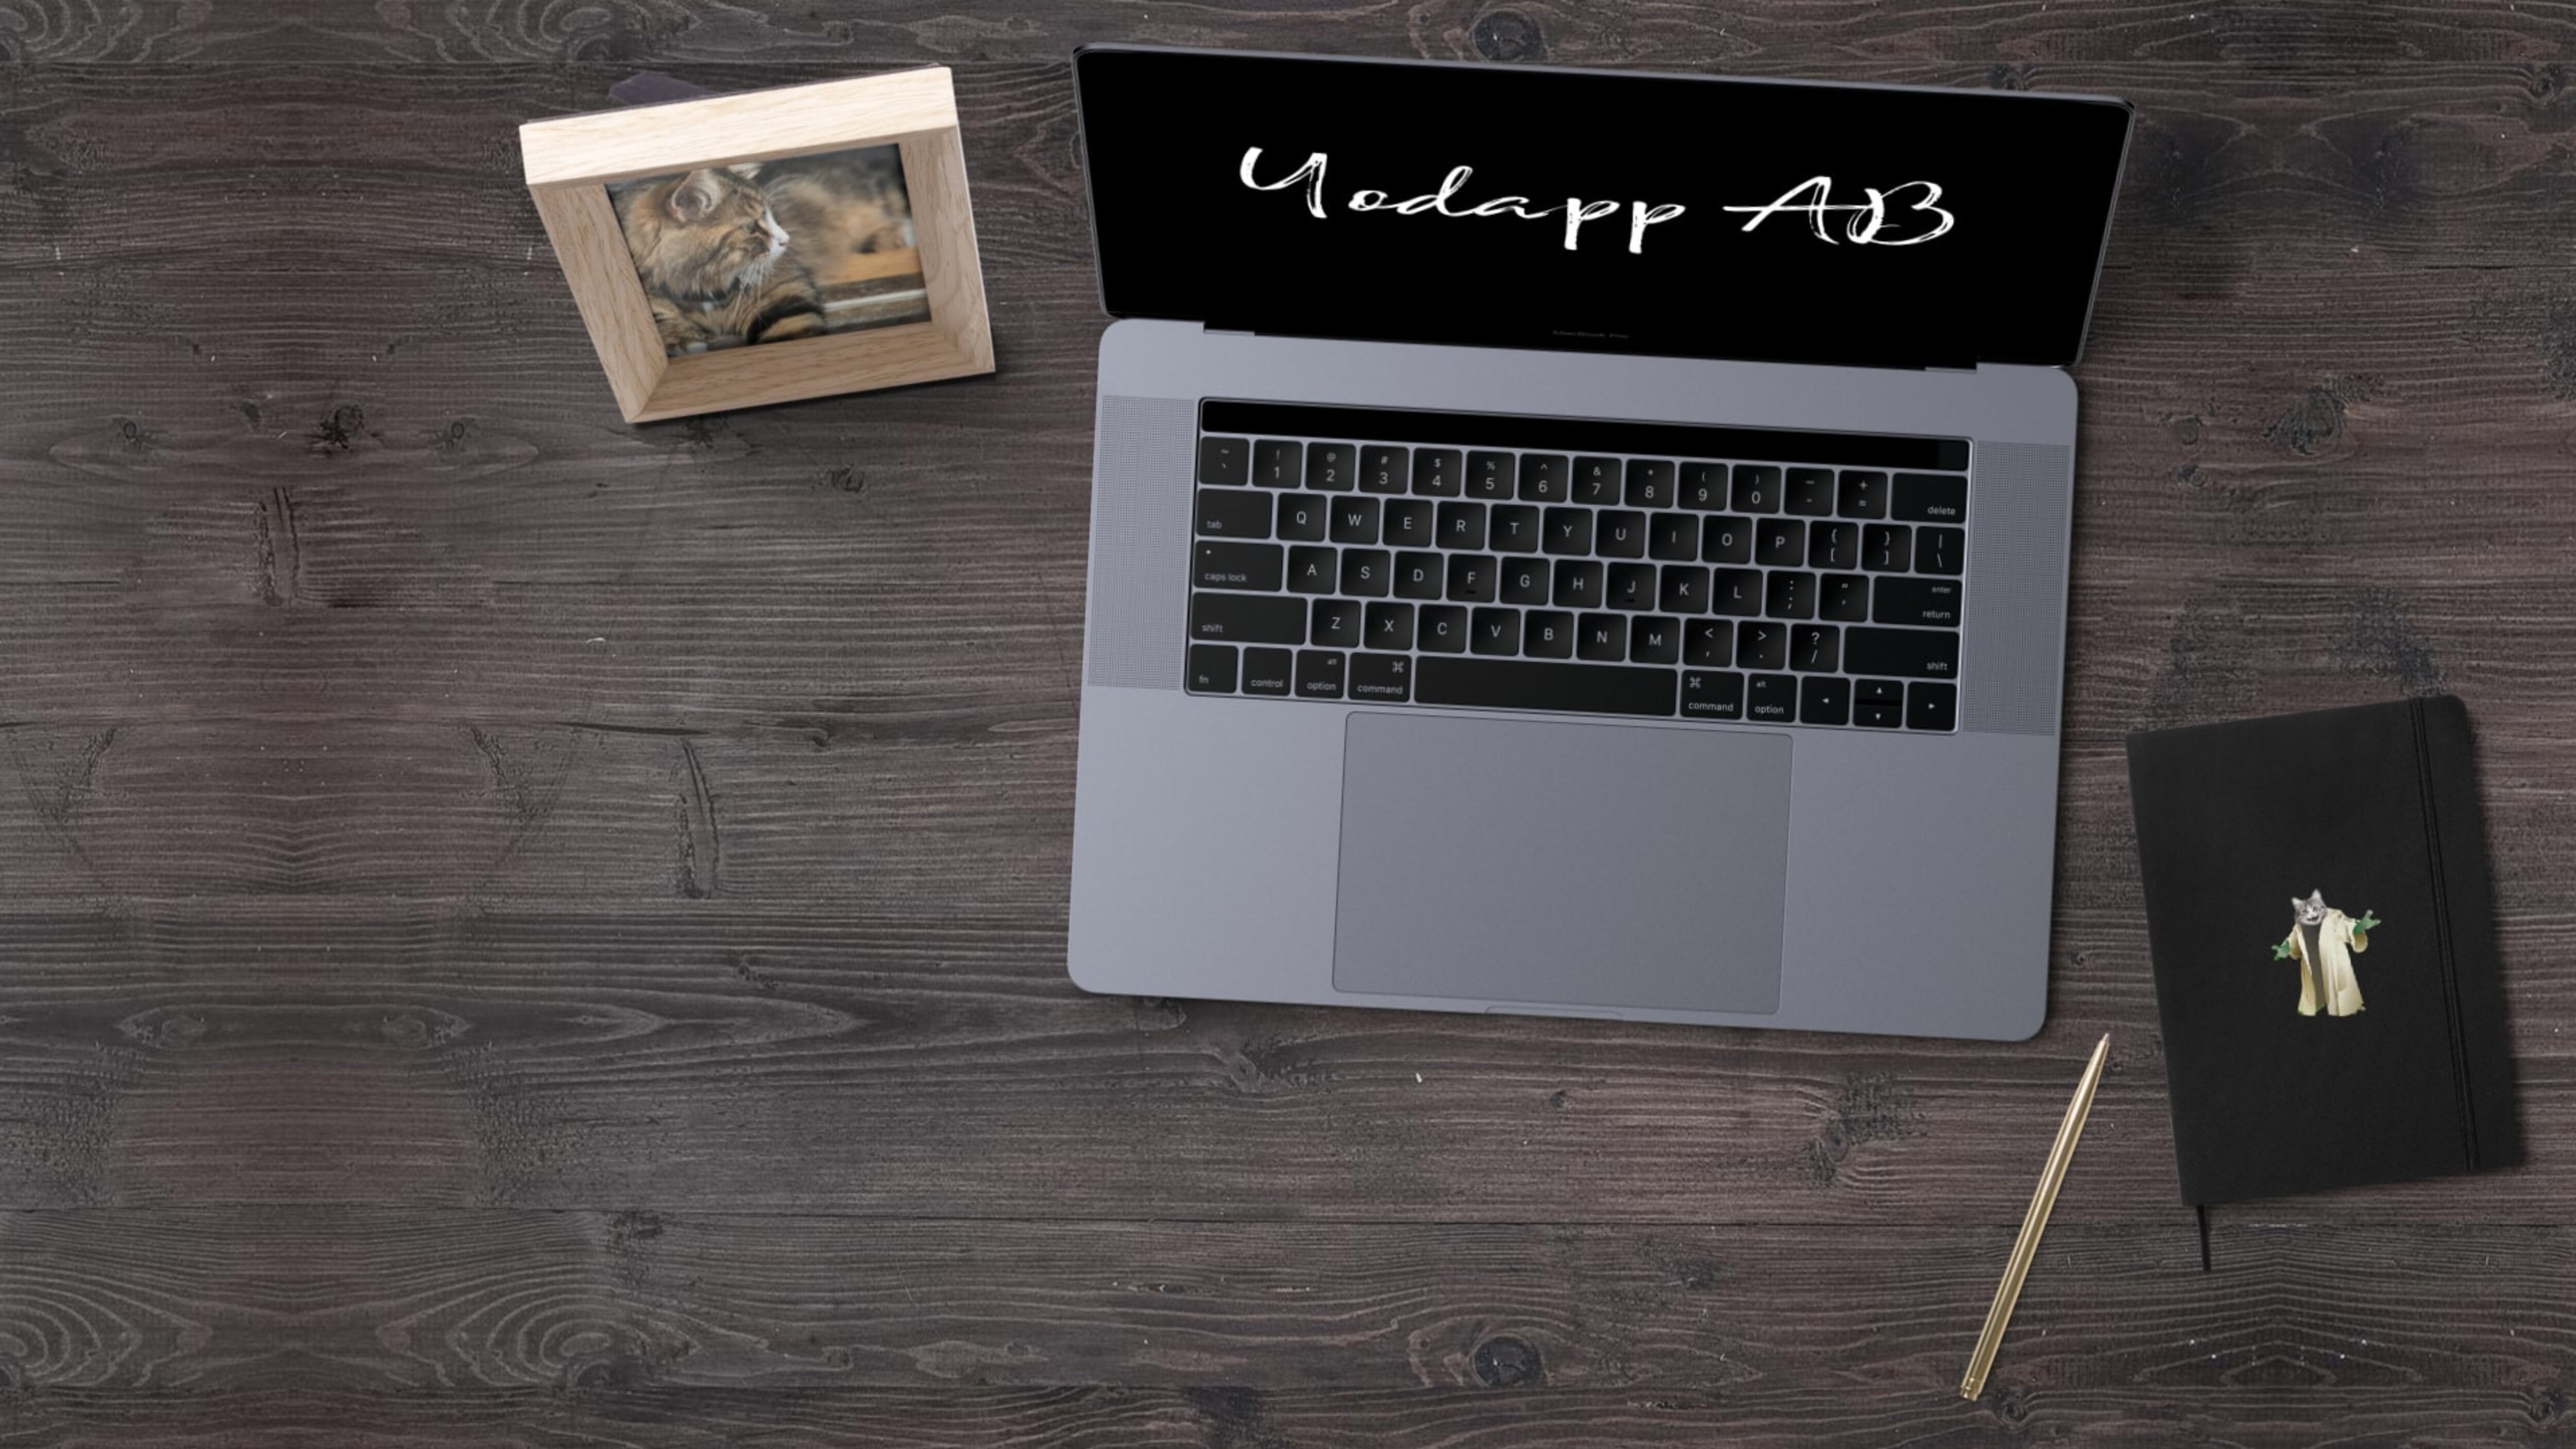 Yodapp AB
MacBook Pro
~ ` ! 1 @ 2 # 3 $ 4 % 5 ^ 6 & 7 * 8 ( 9 ) 0 _ - + = delete
tab Q W E R T Y U I O P { [ } ] | \
caps lock A S D F G H J K L : ; " ' enter return
shift Z X C V B N M < , > . ? / shift
fn control alt option ⌘ command ⌘ command alt option